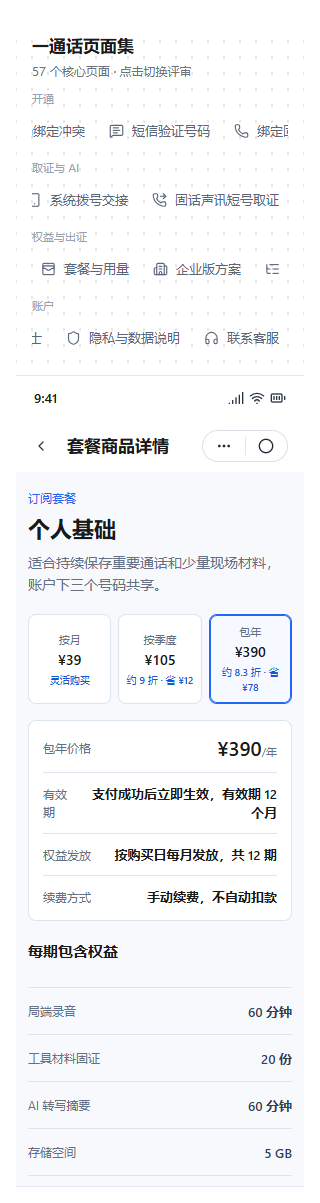 一通话页面集
57 个核心页面 · 点击切换评审
开通
绑定冲突 短信验证号码
取证与 AI
系统拨号交接 固话声讯短号取证
权益与出证
套餐与用量 企业版方案
账户
士 隐私与数据说明 联系客服
9:41
套餐商品详情
订阅套餐
个人基础
适合持续保存重要通话和少量现场材料，
账户下三个号码共享。
按月 按季度 包年
¥39 ¥105 ¥390
灵活购买 约 9 折 · 省 ¥12 约 8.3 折 · 省
¥78
包年价格 ¥390/年
有效期 支付成功后立即生效，有效期 12
个月
权益发放 按购买日每月发放，共 12 期
续费方式 手动续费，不自动扣款
每期包含权益
局端录音 60 分钟
工具材料固证 20 份
AI 转写摘要 60 分钟
存储空间 5 GB